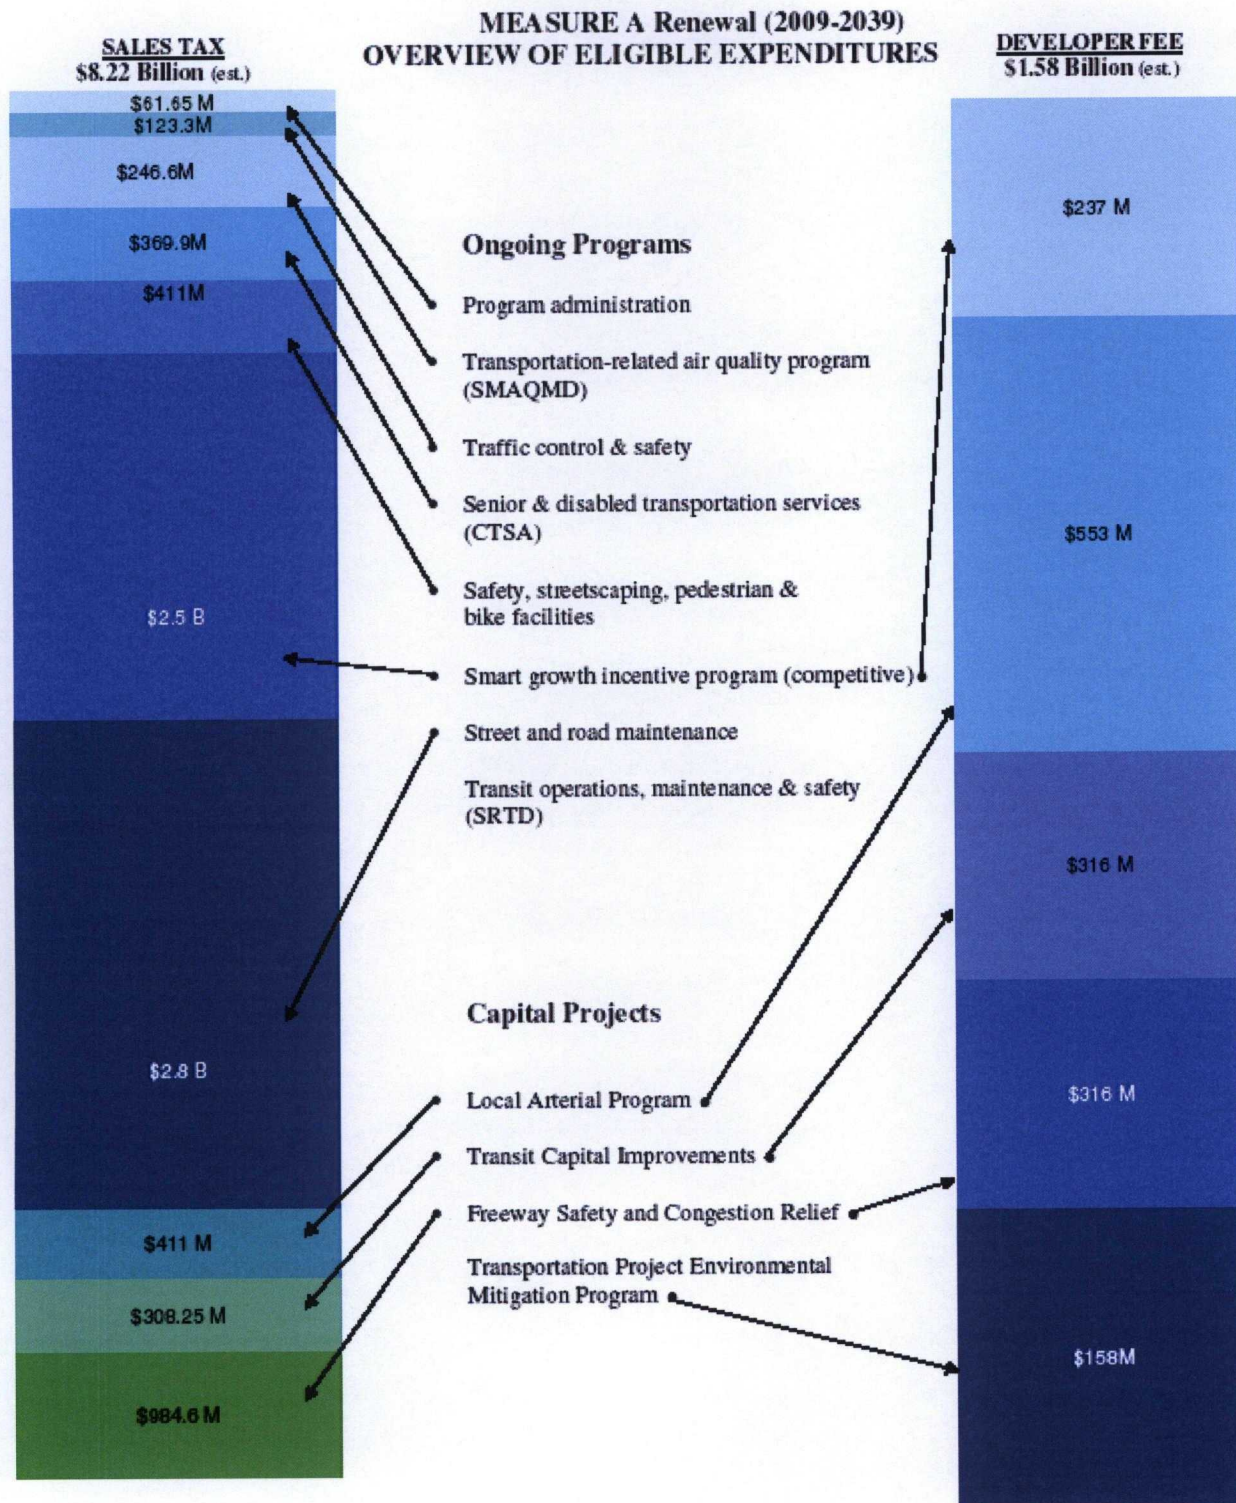 MEASURE A Renewal (2009-2039)
OVERVIEW OF ELIGIBLE EXPENDITURES
SALES TAX
$8.22 Billion (est.)
$61.65 M
$123.3M
$246.6M
$369.9M
$411M
$2.5 B
$2.8 B
$411 M
$308.25 M
$984.6 M
Ongoing Programs
Program administration
Transportation-related air quality program
(SMAQMD)
Traffic control & safety
Senior & disabled transportation services
(CTSA)
Safety, streetscaping, pedestrian &
bike facilities
Smart growth incentive program (competitive)
Street and road maintenance
Transit operations, maintenance & safety
(SRTD)
Capital Projects
Local Arterial Program
Transit Capital Improvements
Freeway Safety and Congestion Relief
Transportation Project Environmental
Mitigation Program
DEVELOPER FEE
$1.58 Billion (est.)
$237 M
$553 M
$316 M
$316 M
$158M